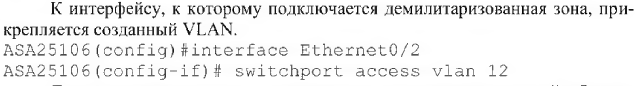 К интерфейсу, к которому подключается демилитаризованная зона, при-
крепляется созданный VLAN.
ASA25106(config)#interface Ethernet0/2
ASA25106(config-if)# switchport access vlan 12